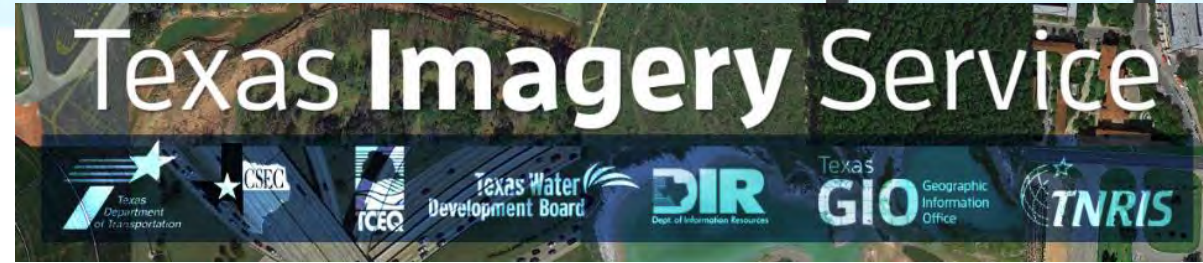 Texas Imagery Service
Texas
Department
of Transportation
CSEC
TCEQ
Texas Water
Development Board
DIR
Dept. of Information Resources
Texas
GIO
Geographic
Information
Office
TNRIS